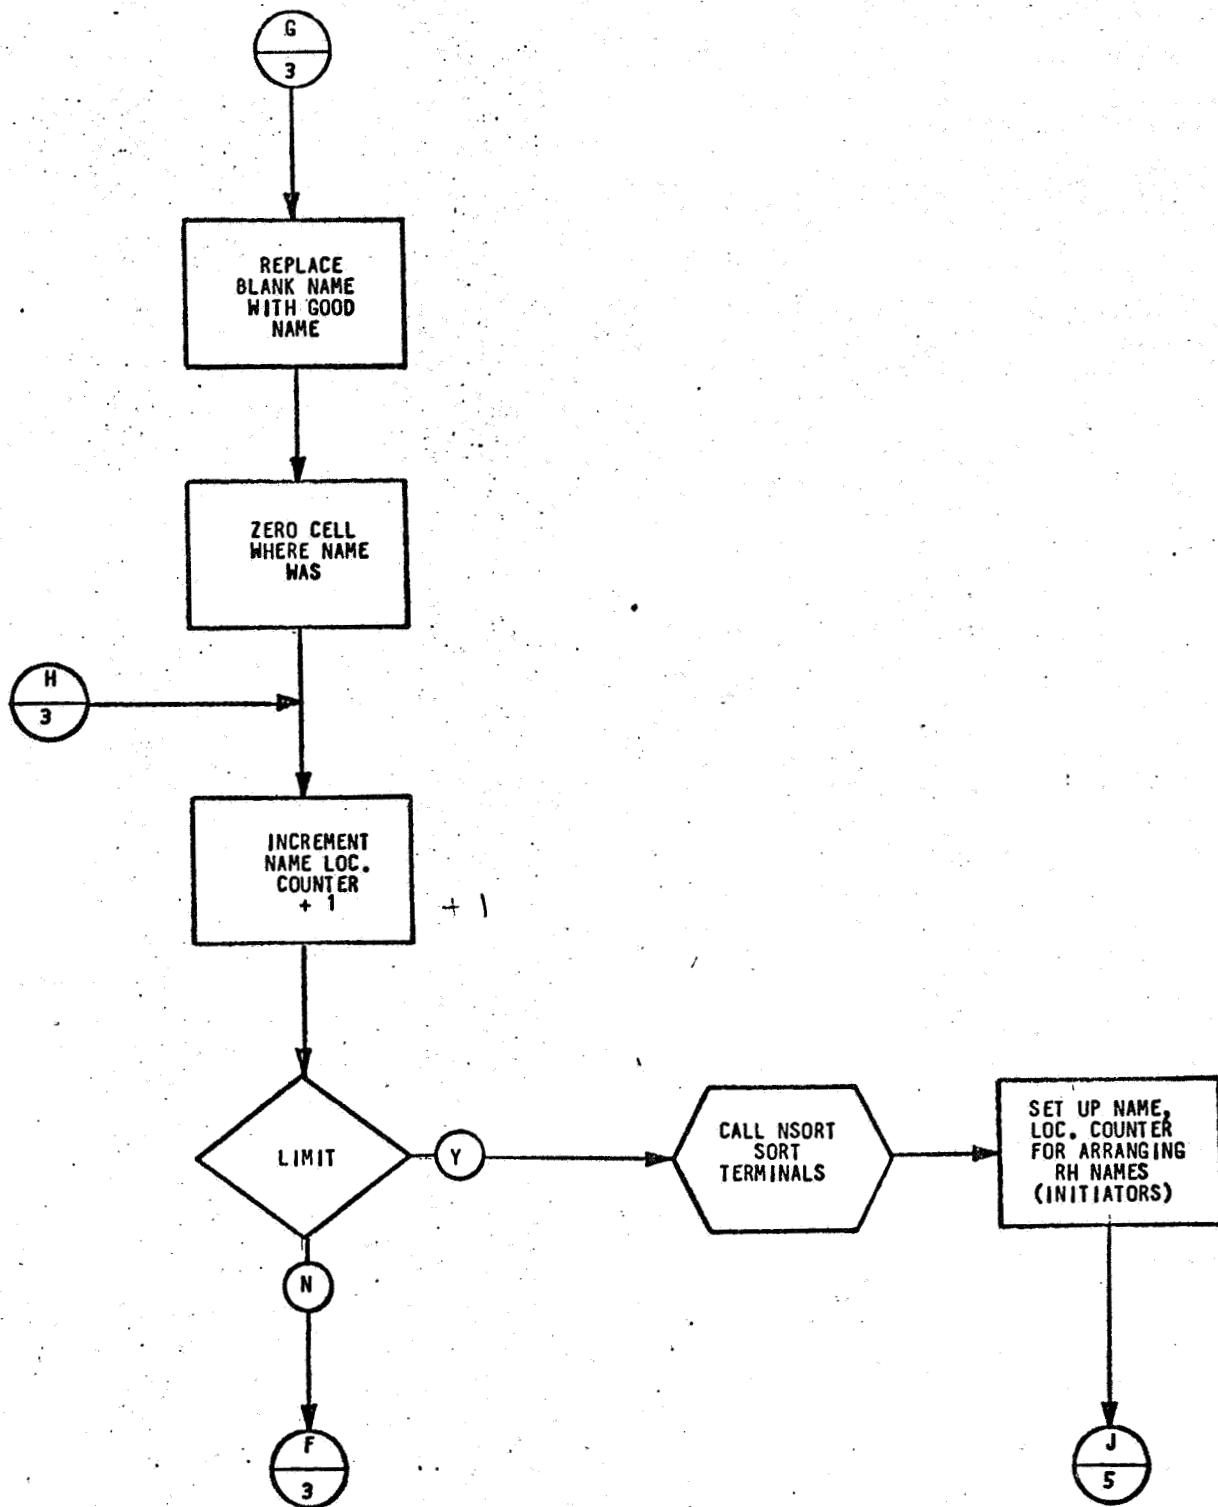 G
3
REPLACE
BLANK NAME
WITH GOOD
NAME
ZERO CELL
WHERE NAME
WAS
H
3
INCREMENT
NAME LOC.
COUNTER
+ 1
+ 1
LIMIT
Y
CALL NSORT
SORT
TERMINALS
SET UP NAME,
LOC. COUNTER
FOR ARRANGING
RH NAMES
(INITIATORS)
N
F
3
J
5